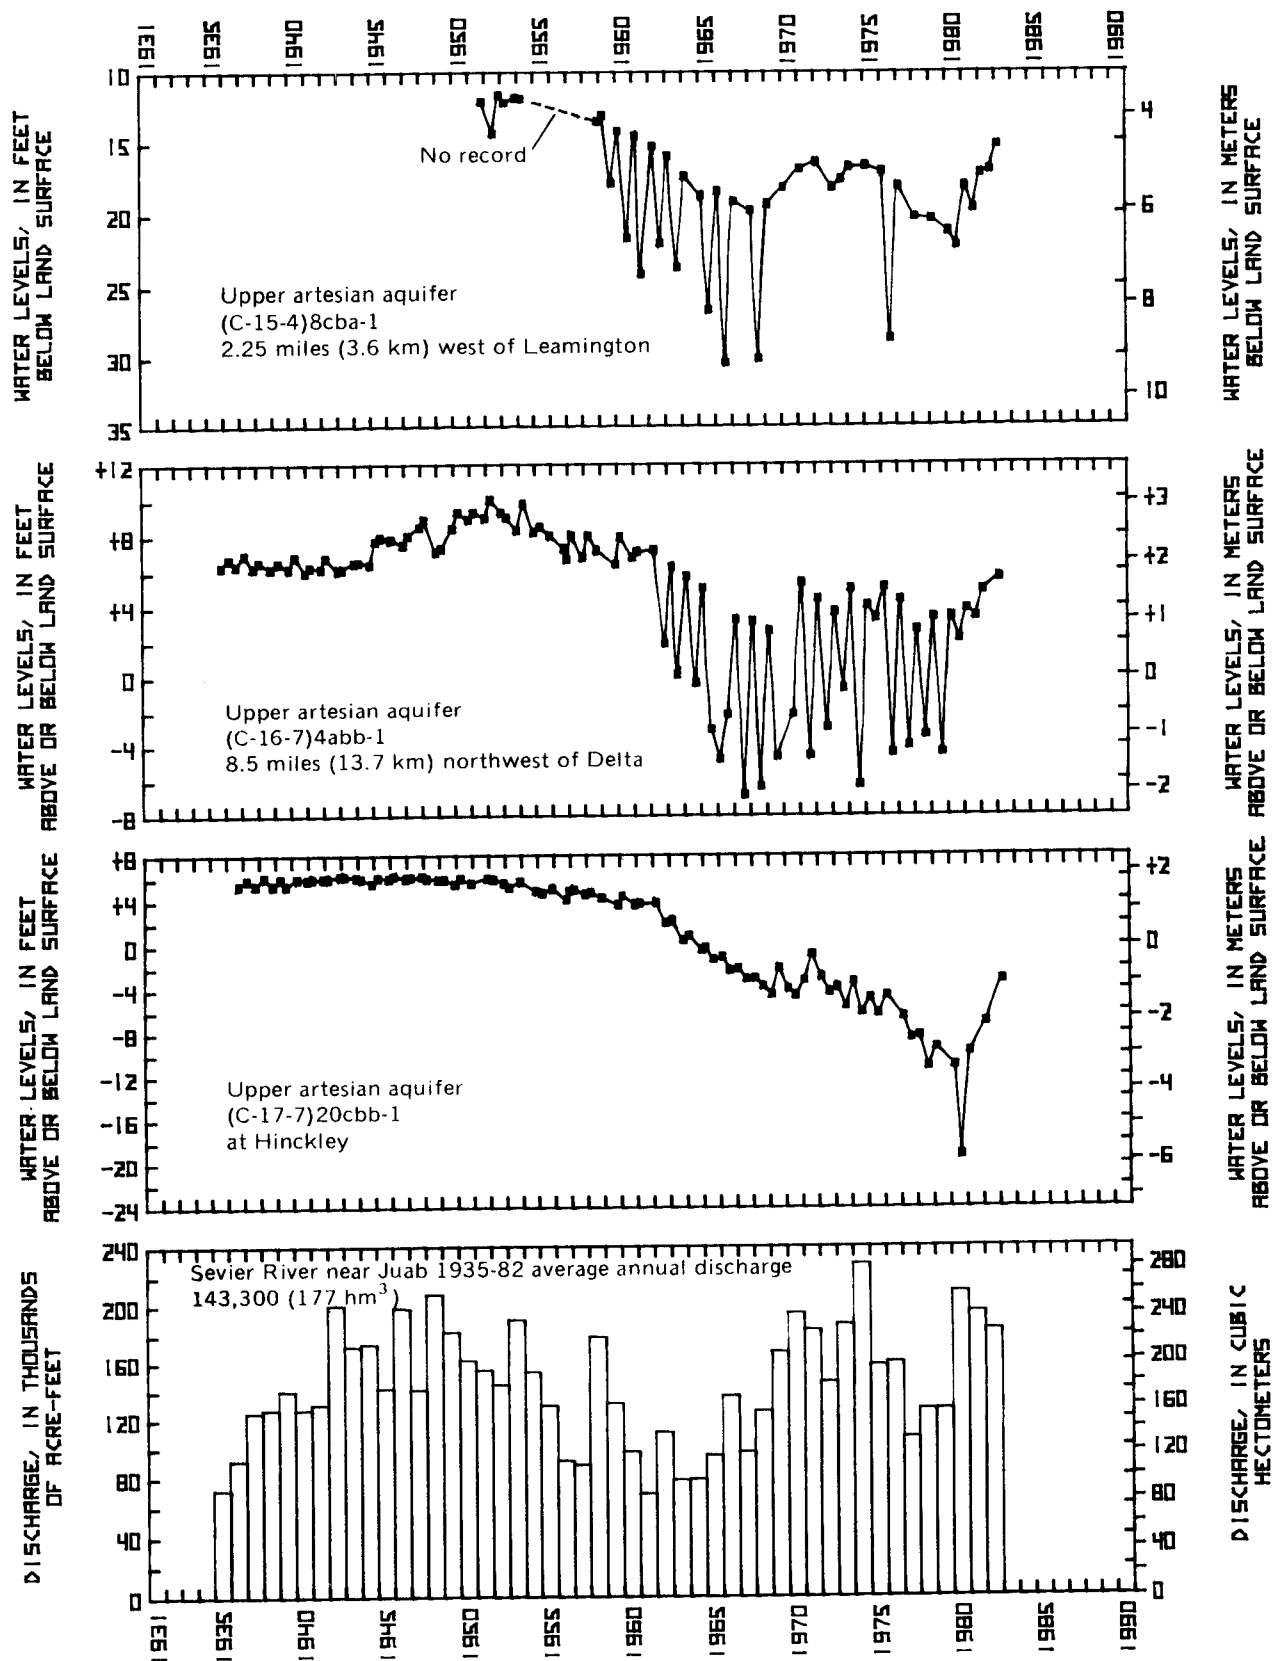 1931 1935 1940 1945 1950 1955 1960 1965 1970 1975 1980 1985 1990
WATER LEVELS, IN FEET
BELOW LAND SURFACE
10
15
20
25
30
35
No record
Upper artesian aquifer
(C-15-4)8cba-1
2.25 miles (3.6 km) west of Leamington
4
6
8
10
WATER LEVELS, IN METERS
BELOW LAND SURFACE
WATER LEVELS, IN FEET
ABOVE OR BELOW LAND SURFACE
+12
+8
+4
0
-4
-8
Upper artesian aquifer
(C-16-7)4abb-1
8.5 miles (13.7 km) northwest of Delta
+3
+2
+1
0
-1
-2
WATER LEVELS, IN METERS
ABOVE OR BELOW LAND SURFACE
WATER LEVELS, IN FEET
ABOVE OR BELOW LAND SURFACE
+8
+4
0
-4
-8
-12
-16
-20
-24
Upper artesian aquifer
(C-17-7)20cbb-1
at Hinckley
+2
0
-2
-4
-6
WATER LEVELS, IN METERS
ABOVE OR BELOW LAND SURFACE
DISCHARGE, IN THOUSANDS
OF ACRE-FEET
240
200
160
120
80
40
0
Sevier River near Juab 1935-82 average annual discharge
143,300 (177 hm³)
280
240
200
160
120
80
40
0
DISCHARGE, IN CUBIC
HECTOMETERS
1931 1935 1940 1945 1950 1955 1960 1965 1970 1975 1980 1985 1990